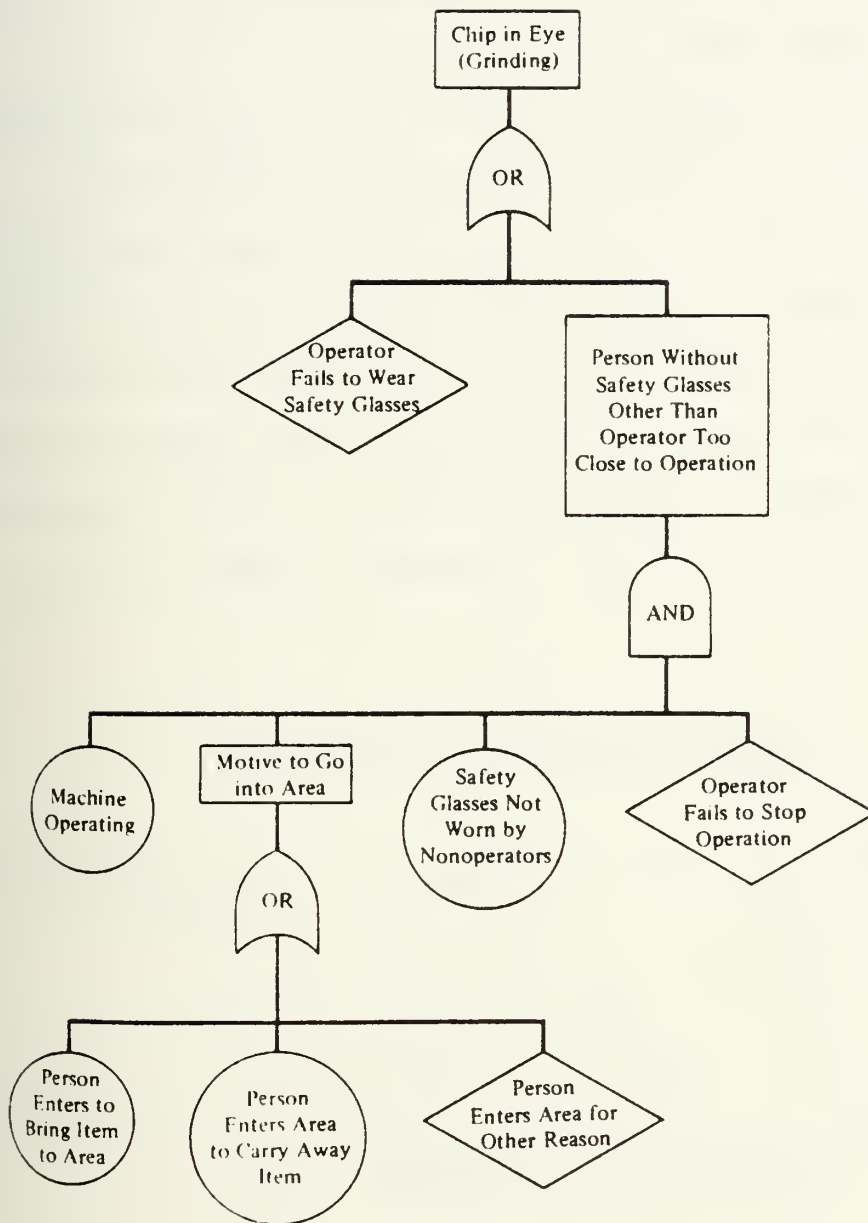 Chip in Eye
(Grinding)
OR
Operator
Fails to Wear
Safety Glasses
Person Without
Safety Glasses
Other Than
Operator Too
Close to Operation
AND
Machine
Operating
Motive to Go
into Area
Safety
Glasses Not
Worn by
Nonoperators
Operator
Fails to Stop
Operation
OR
Person
Enters to
Bring Item
to Area
Person
Enters Area
to Carry Away
Item
Person
Enters Area for
Other Reason